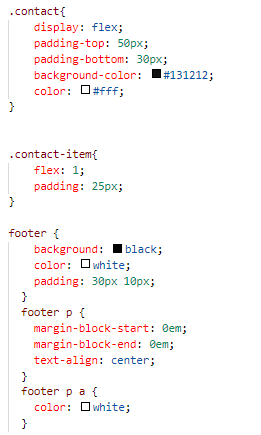 .contact{
display: flex;
padding-top: 50px;
padding-bottom: 30px;
background-color: #131212;
color: #fff;
}
.contact-item{
flex: 1;
padding: 25px;
}
footer {
background: black;
color: white;
padding: 30px 10px;
}
footer p {
margin-block-start: 0em;
margin-block-end: 0em;
text-align: center;
}
footer p a {
color: white;
}